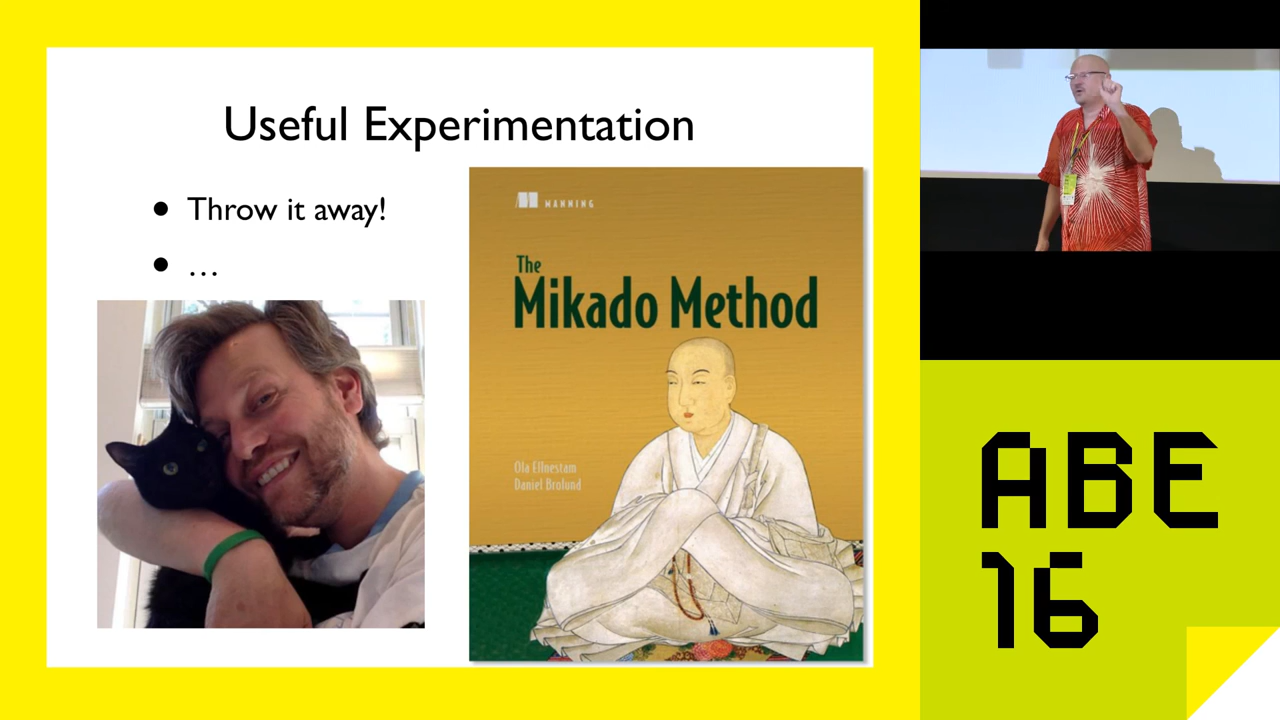 Useful Experimentation
• Throw it away!
• …
MANNING
The
Mikado Method
Ola Ellnestam
Daniel Brolund
ABE
16